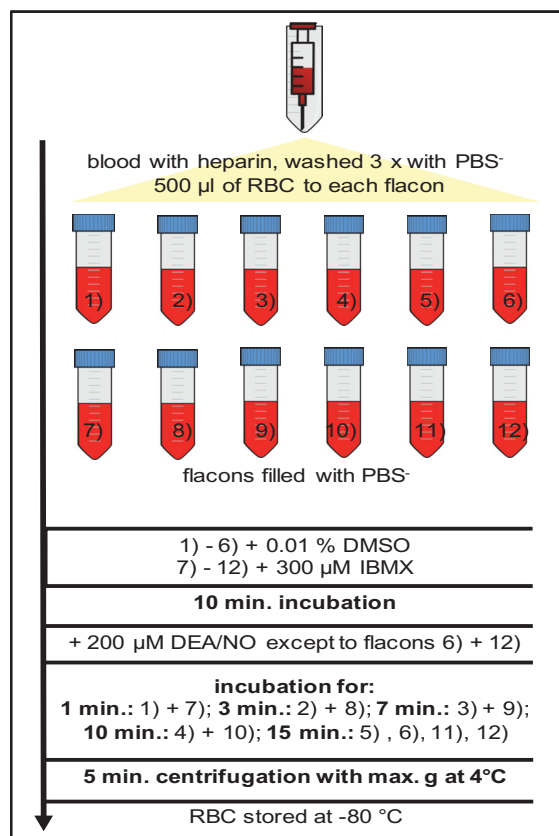 blood with heparin, washed 3 x with PBS⁻
500 µl of RBC to each flacon
1) 2) 3) 4) 5) 6)
7) 8) 9) 10) 11) 12)
flacons filled with PBS⁻
1) - 6) + 0.01 % DMSO
7) - 12) + 300 µM IBMX
10 min. incubation
+ 200 µM DEA/NO except to flacons 6) + 12)
incubation for:
1 min.: 1) + 7); 3 min.: 2) + 8); 7 min.: 3) + 9);
10 min.: 4) + 10); 15 min.: 5) , 6), 11), 12)
5 min. centrifugation with max. g at 4°C
RBC stored at -80 °C